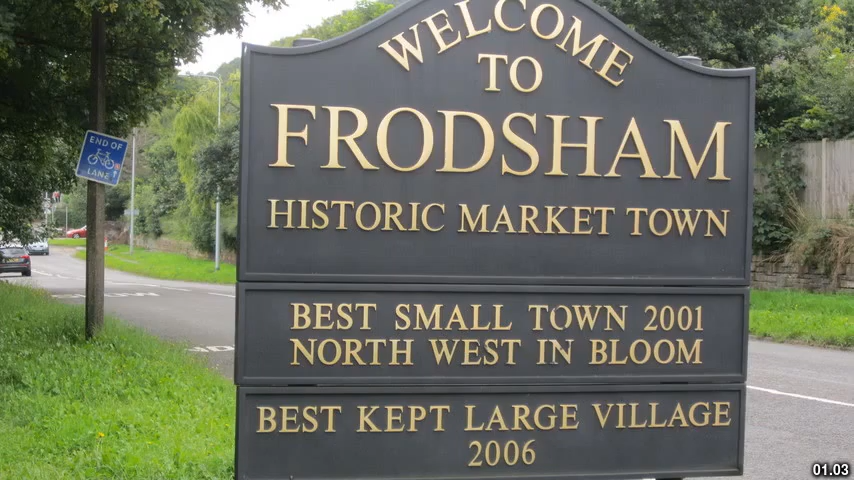 WELCOME
TO
FRODSHAM
HISTORIC MARKET TOWN
BEST SMALL TOWN 2001
NORTH WEST IN BLOOM
BEST KEPT LARGE VILLAGE
2006
END OF
LANE
01.03